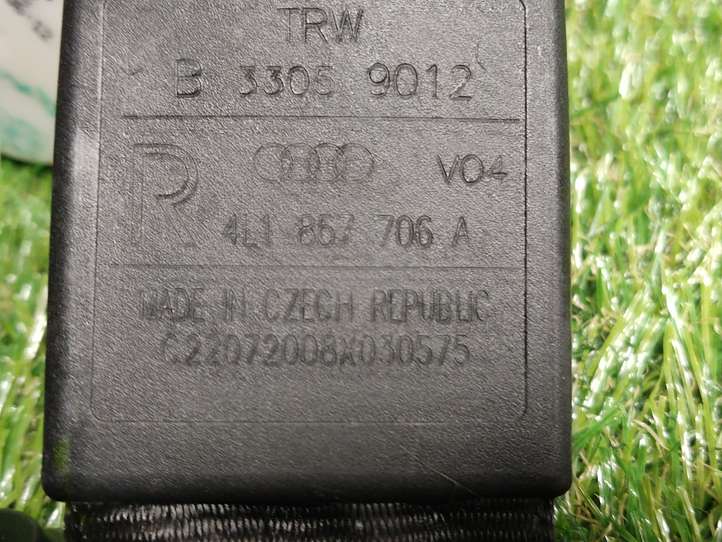 TRW
B 3305 9012
R V04
4L1 857 706 A
MADE IN CZECH REPUBLIC
C22072008X030575